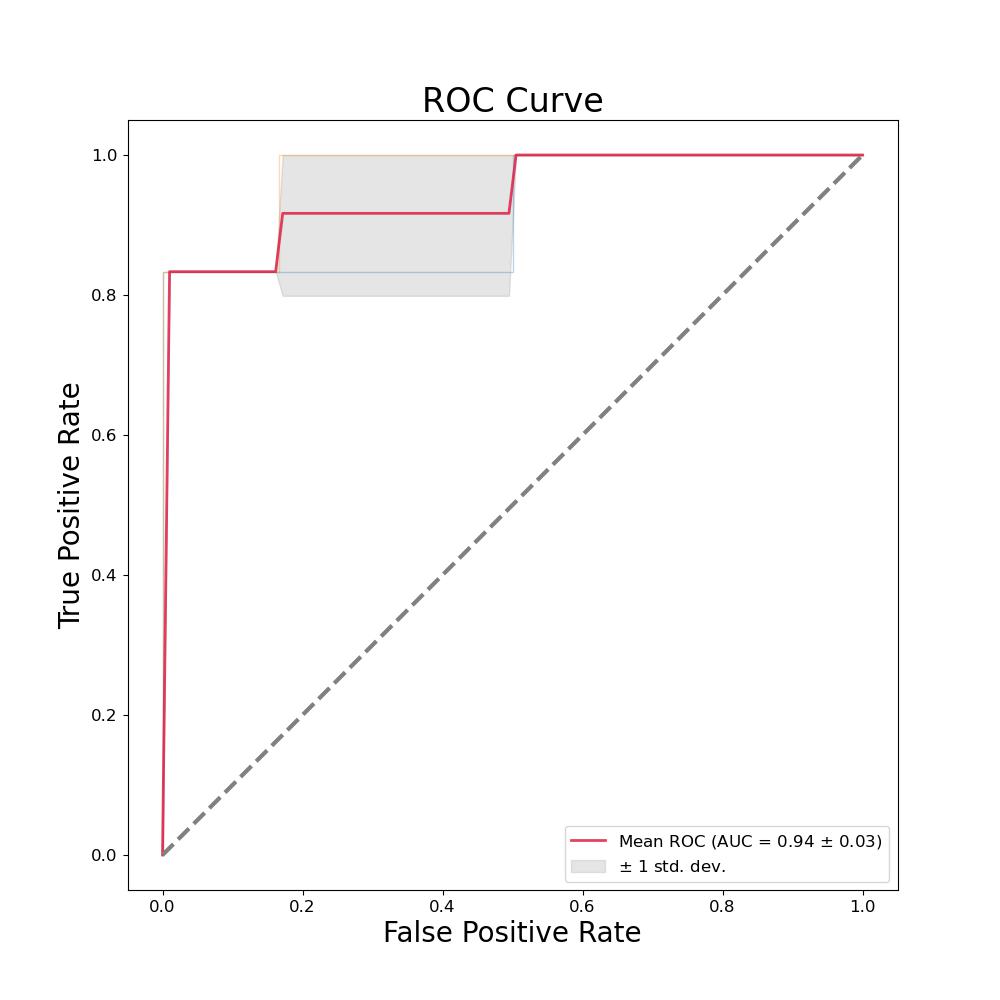 ROC Curve
1.0
0.8
0.6
0.4
0.2
0.0
True Positive Rate
Mean ROC (AUC = 0.94 ± 0.03)
± 1 std. dev.
0.0 0.2 0.4 0.6 0.8 1.0
False Positive Rate